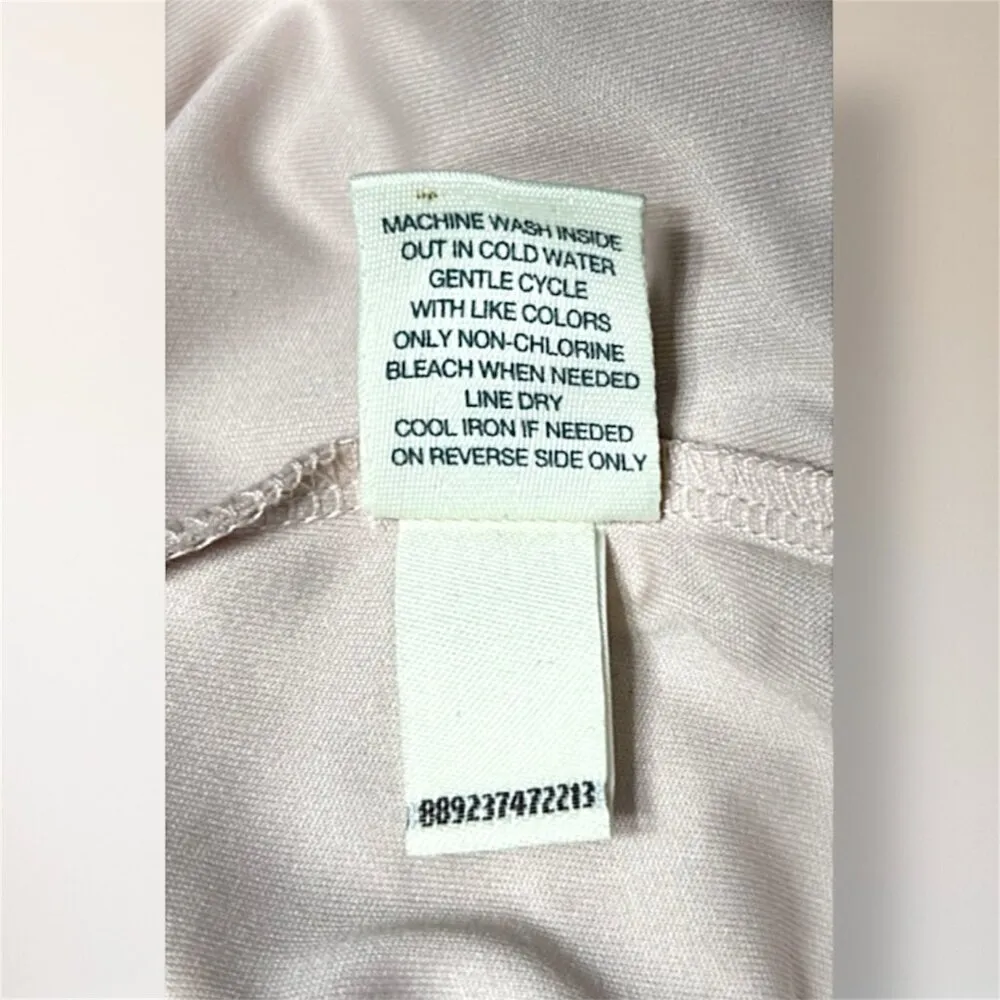 MACHINE WASH INSIDE
OUT IN COLD WATER
GENTLE CYCLE
WITH LIKE COLORS
ONLY NON-CHLORINE
BLEACH WHEN NEEDED
LINE DRY
COOL IRON IF NEEDED
ON REVERSE SIDE ONLY
889237472213